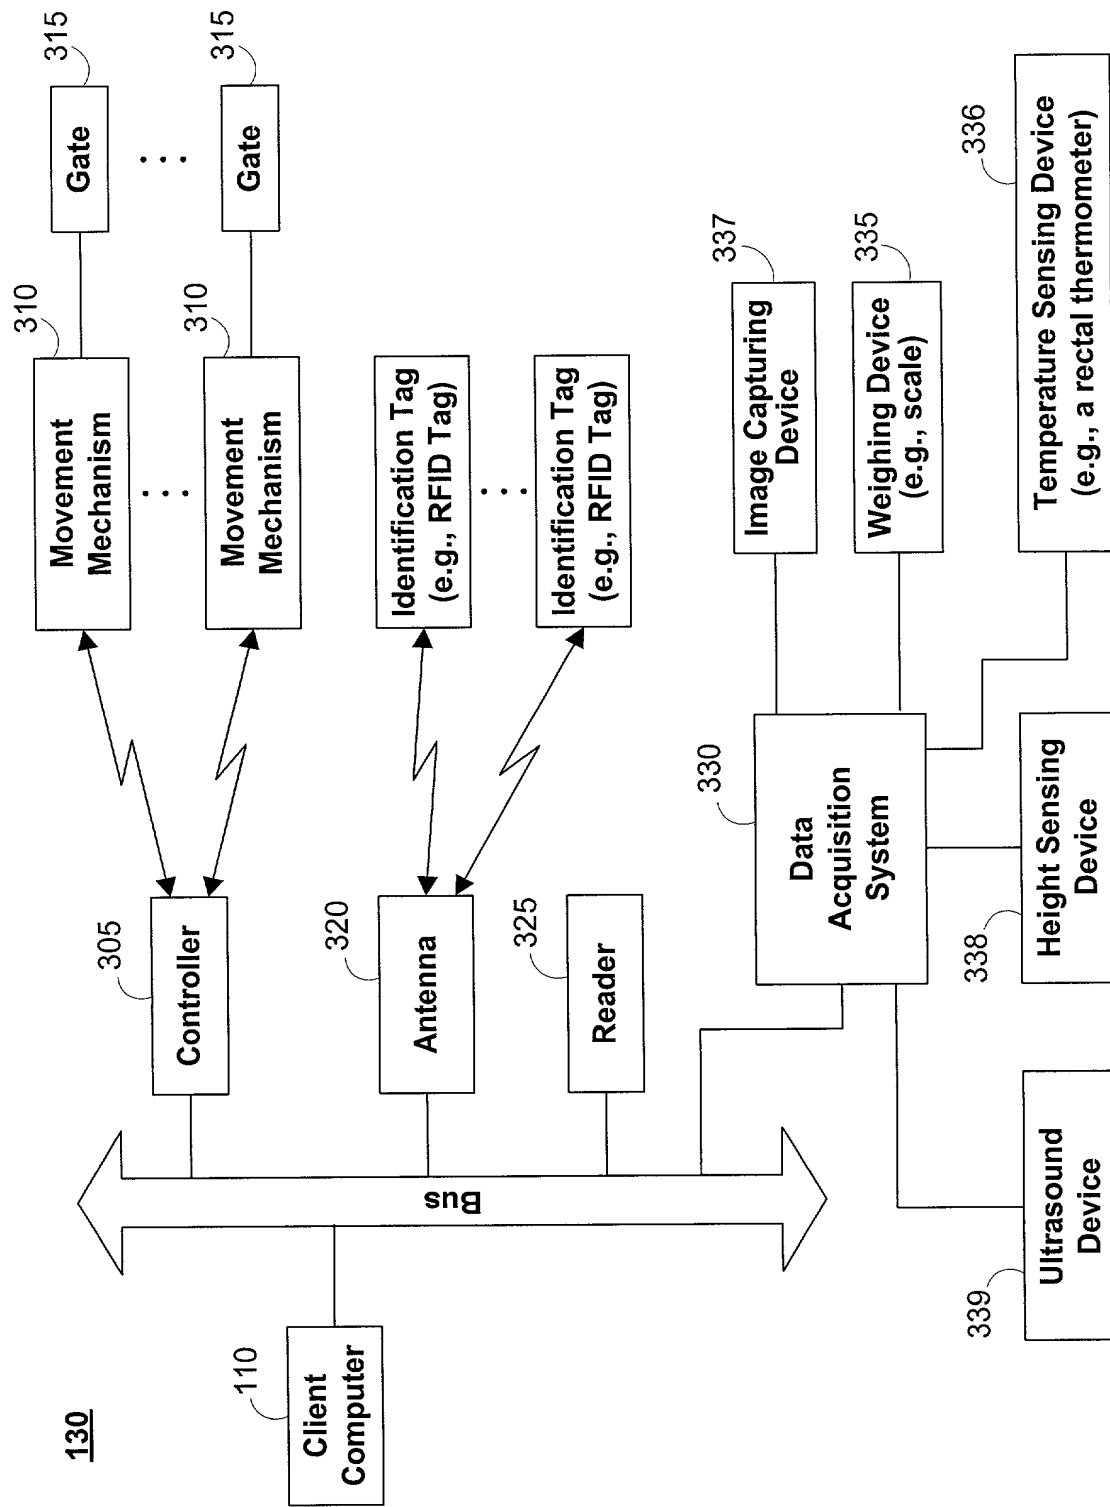 130
110
Client
Computer
Bus
305
Controller
320
Antenna
325
Reader
310
Movement
Mechanism
315
Gate
. . .
. . .
310
Movement
Mechanism
315
Gate
Identification Tag
(e.g., RFID Tag)
. . .
Identification Tag
(e.g., RFID Tag)
330
Data
Acquisition
System
337
Image Capturing
Device
335
Weighing Device
(e.g., scale)
336
Temperature Sensing Device
(e.g., a rectal thermometer)
338
Height Sensing
Device
339
Ultrasound
Device